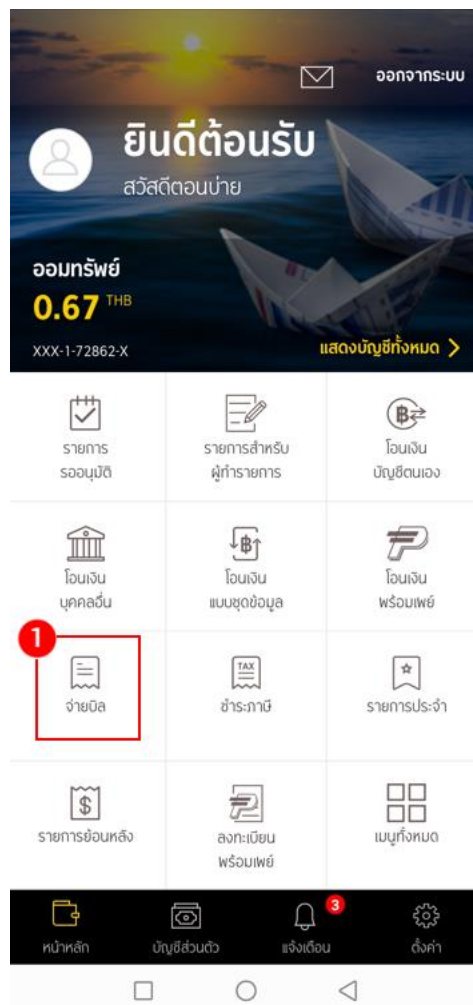 ออกจากระบบ
ยินดีต้อนรับ
สวัสดีตอนบ่าย
ออมทรัพย์
0.67 THB
XXX-1-72862-X
แสดงบัญชีทั้งหมด
รายการ
รออนุมัติ
รายการสำหรับ
ผู้ทำรายการ
โอนเงิน
บัญชีตนเอง
โอนเงิน
บุคคลอื่น
โอนเงิน
แบบชุดข้อมูล
โอนเงิน
พร้อมเพย์
1
จ่ายบิล
TAX
ชำระภาษี
รายการประจำ
รายการย้อนหลัง
ลงทะเบียน
พร้อมเพย์
เมนูทั้งหมด
หน้าหลัก
บัญชีส่วนตัว
3
แจ้งเตือน
ตั้งค่า